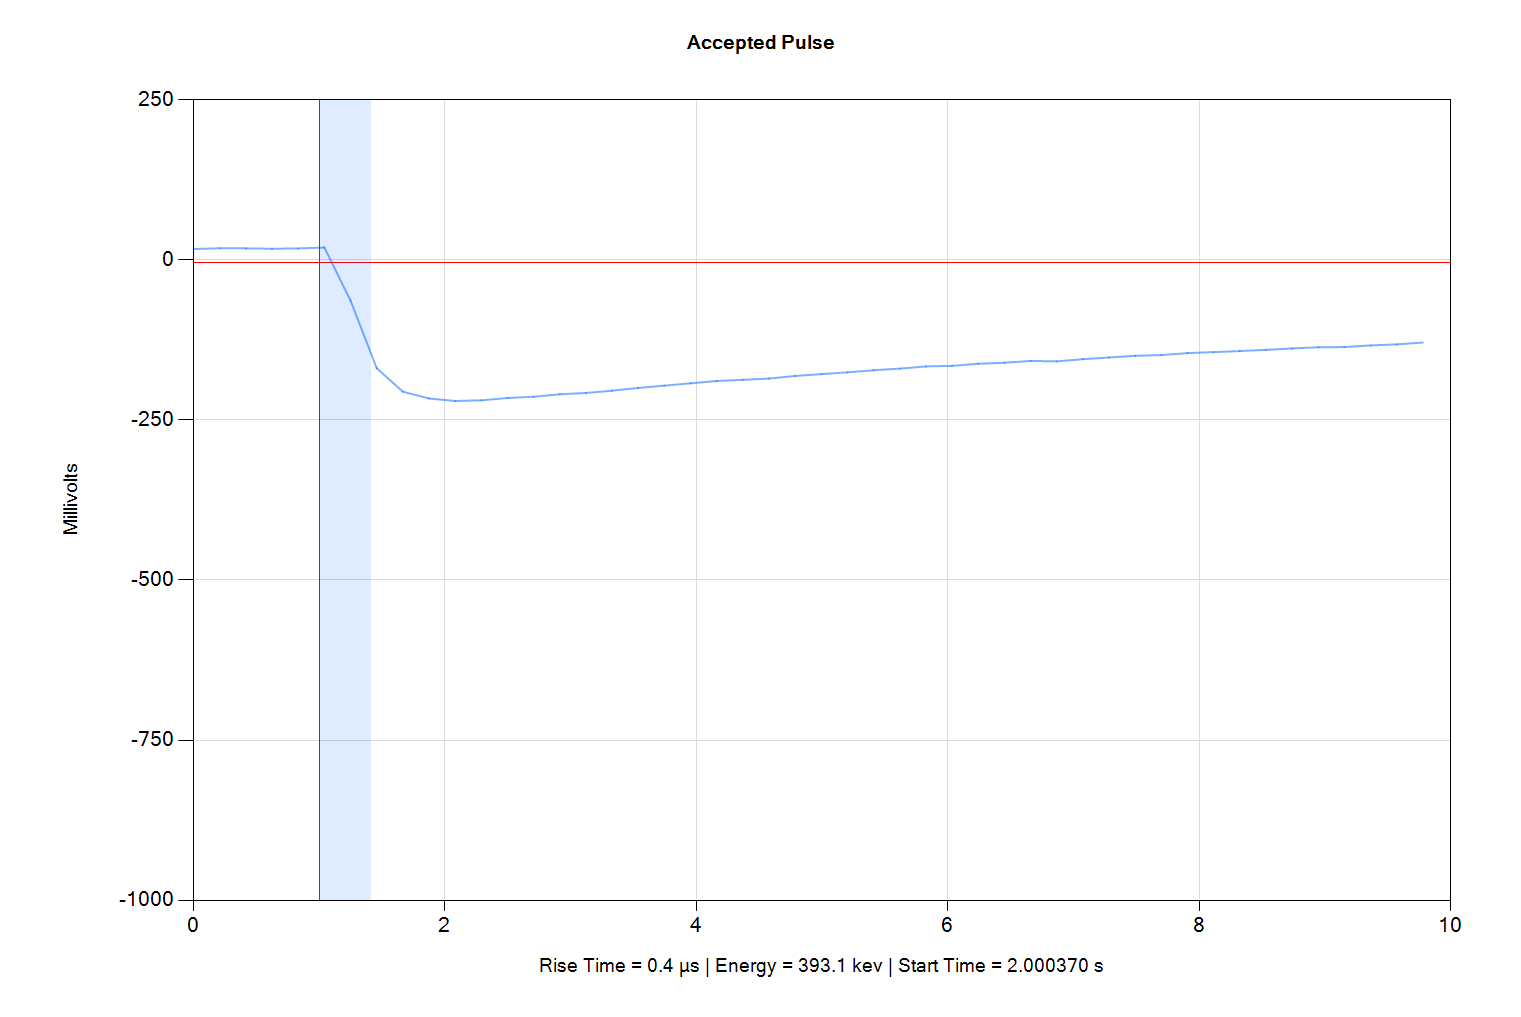 Accepted Pulse
250
0
-250
-500
-750
-1000
Millivolts
0 2 4 6 8 10
Rise Time = 0.4 µs | Energy = 393.1 kev | Start Time = 2.000370 s